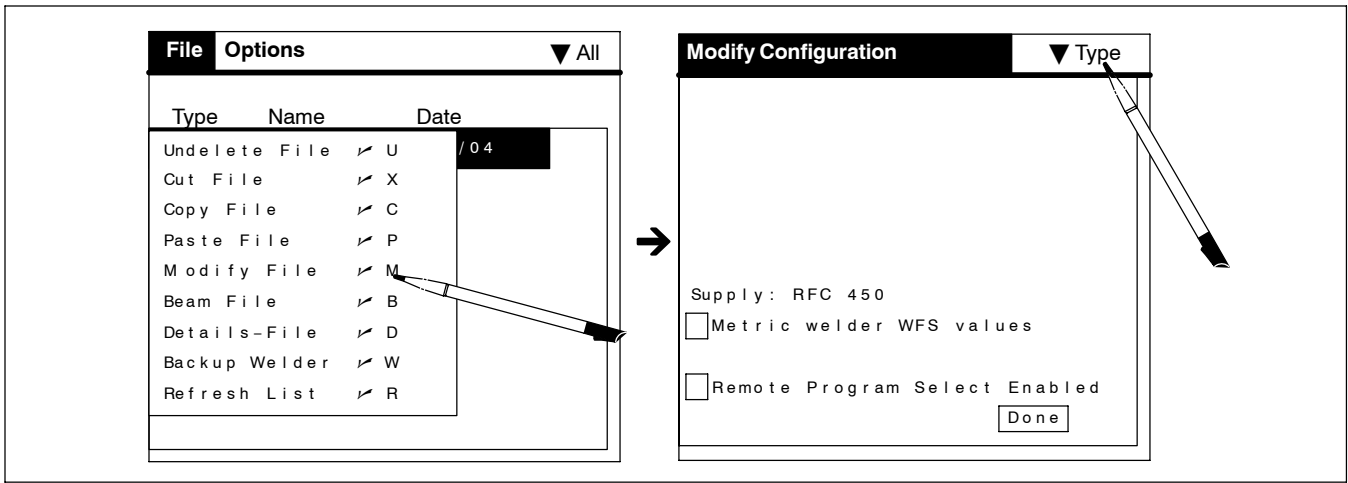 File Options ▼ All
Type Name Date
/04
Undelete File U
Cut File X
Copy File C
Paste File P
Modify File M
Beam File B
Details-File D
Backup Welder W
Refresh List R
Modify Configuration ▼ Type
Supply: RFC 450
Metric welder WFS values
Remote Program Select Enabled
Done